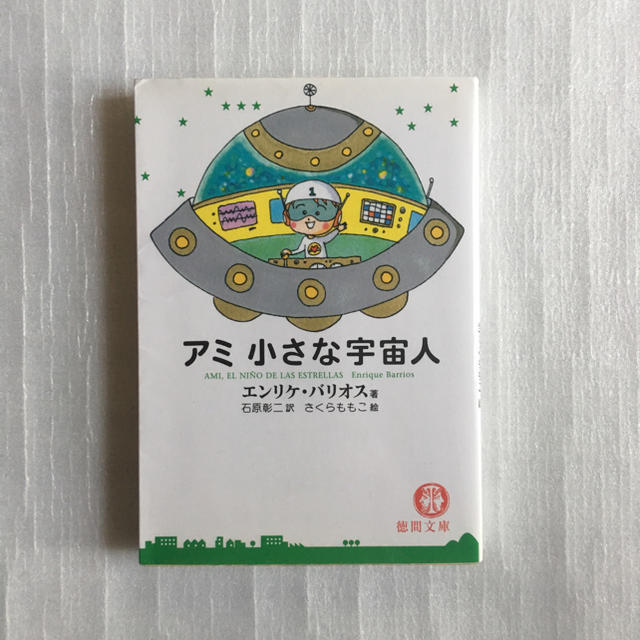 1
アミ 小さな宇宙人
AMI, EL NIÑO DE LAS ESTRELLAS Enrique Barrios
エンリケ・バリオス著
石原彰二訳 さくらももこ絵
徳間文庫